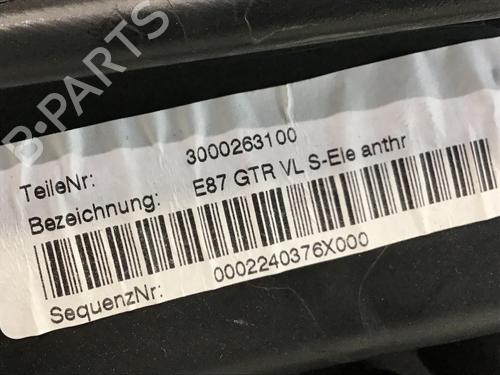 B-PARTS
TeileNr: 3000263100
Bezeichnung: E87 GTR VL S-Ele anthr
0002240376X000
SequenzNr: